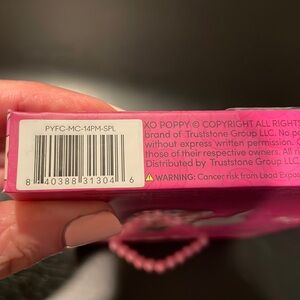 PYFC-MC-14PM-SPL
8 40388 31304 6
XO POPPY © COPYRIGHT ALL RIGHTS
brand of Truststone Group LLC. No p
without express written permission.
those of their respective owners. All
Distributed by Truststone Group LLC
⚠ WARNING: Cancer risk from Lead